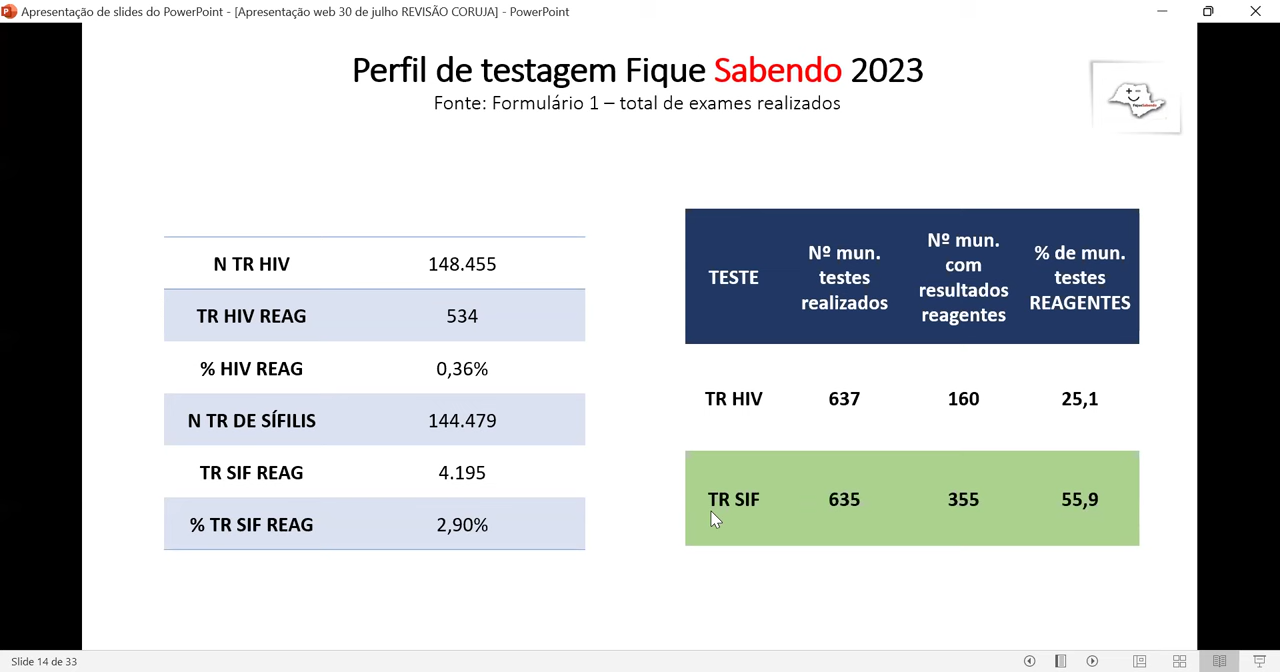 Apresentação de slides do PowerPoint - [Apresentação web 30 de julho REVISÃO CORUJA] - PowerPoint
Perfil de testagem Fique Sabendo 2023
Fonte: Formulário 1 – total de exames realizados
FiqueSabendo
N TR HIV 148.455
TR HIV REAG 534
% HIV REAG 0,36%
N TR DE SÍFILIS 144.479
TR SIF REAG 4.195
% TR SIF REAG 2,90%
TESTE
Nº mun.
testes
realizados
Nº mun.
com
resultados
reagentes
% de mun.
testes
REAGENTES
TR HIV 637 160 25,1
TR SIF 635 355 55,9
Slide 14 de 33